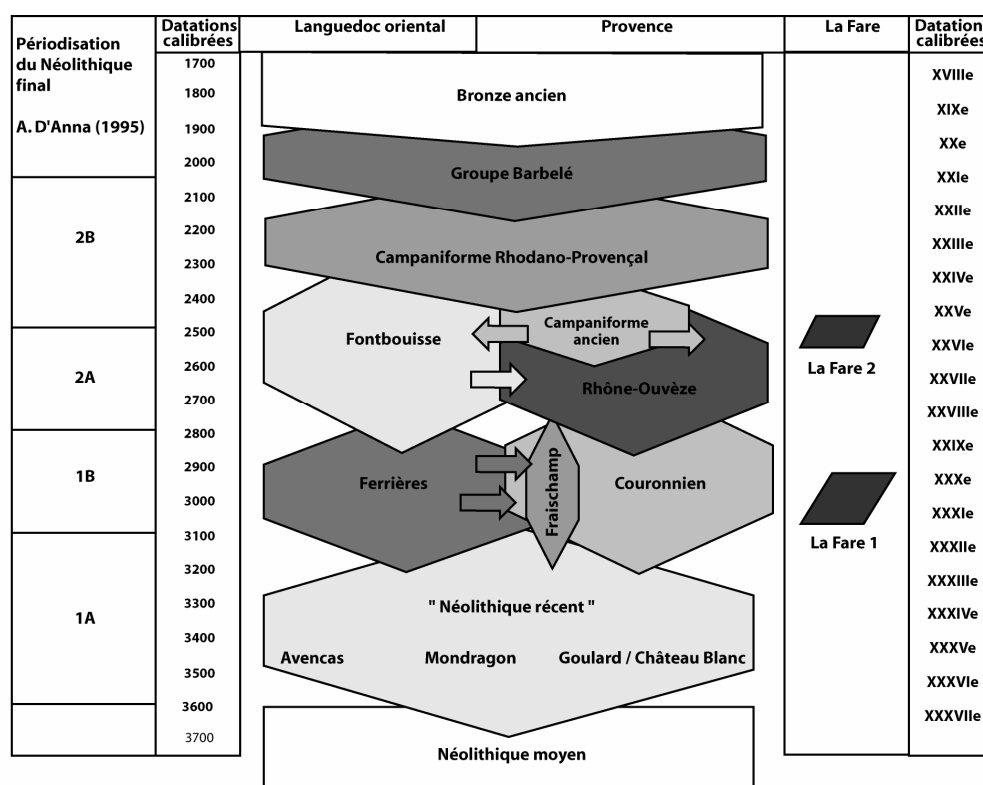 Périodisation
du Néolithique
final
A. D'Anna (1995)
2B
2A
1B
1A
Datations
calibrées
1700
1800
1900
2000
2100
2200
2300
2400
2500
2600
2700
2800
2900
3000
3100
3200
3300
3400
3500
3600
3700
Languedoc oriental
Provence
Bronze ancien
Groupe Barbelé
Campaniforme Rhodano-Provençal
Fontbouisse
Campaniforme
ancien
Rhône-Ouvèze
Ferrières
Fraischamp
Couronnien
" Néolithique récent "
Avencas
Mondragon
Goulard / Château Blanc
Néolithique moyen
La Fare
La Fare 2
La Fare 1
Datation
calibrées
XVIIIe
XIXe
XXe
XXIe
XXIIe
XXIIIe
XXIVe
XXVe
XXVIe
XXVIIe
XXVIIIe
XXIXe
XXXe
XXXIe
XXXIIe
XXXIIIe
XXXIVe
XXXVe
XXXVIe
XXXVIIe